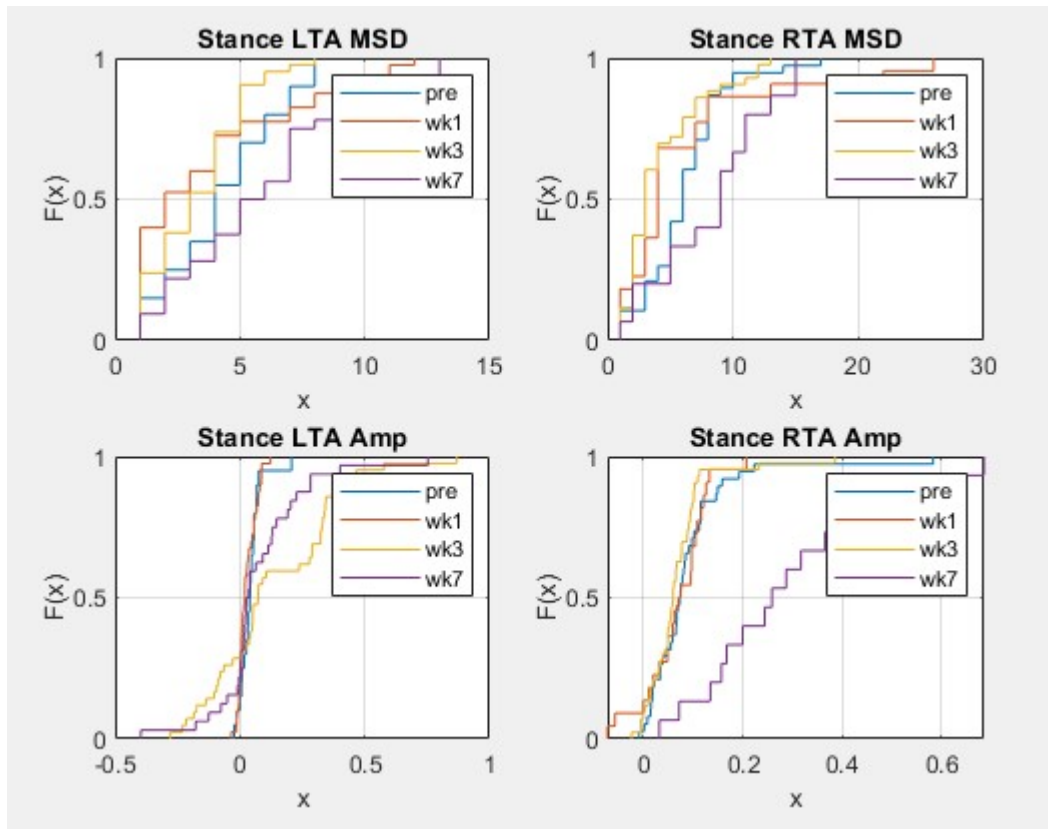 Stance LTA MSD
1
pre
wk1
wk3
wk7
0.5
F(x)
0
0 5 10 15
x
Stance RTA MSD
1
pre
wk1
wk3
wk7
0.5
F(x)
0
0 10 20 30
x
Stance LTA Amp
1
pre
wk1
wk3
wk7
0.5
F(x)
0
-0.5 0 0.5 1
x
Stance RTA Amp
1
pre
wk1
wk3
wk7
0.5
F(x)
0
0 0.2 0.4 0.6
x